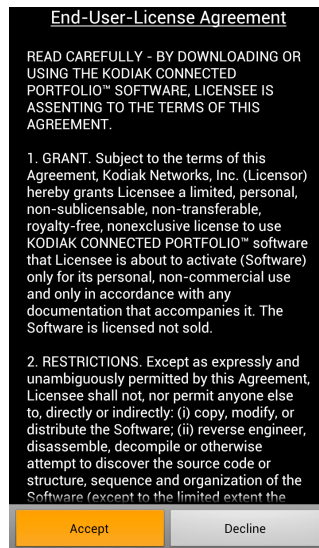 End-User-License Agreement
READ CAREFULLY - BY DOWNLOADING OR
USING THE KODIAK CONNECTED
PORTFOLIO™ SOFTWARE, LICENSEE IS
ASSENTING TO THE TERMS OF THIS
AGREEMENT.
1. GRANT. Subject to the terms of this
Agreement, Kodiak Networks, Inc. (Licensor)
hereby grants Licensee a limited, personal,
non-sublicensable, non-transferable,
royalty-free, nonexclusive license to use
KODIAK CONNECTED PORTFOLIO™ software
that Licensee is about to activate (Software)
only for its personal, non-commercial use
and only in accordance with any
documentation that accompanies it. The
Software is licensed not sold.
2. RESTRICTIONS. Except as expressly and
unambiguously permitted by this Agreement,
Licensee shall not, nor permit anyone else
to, directly or indirectly: (i) copy, modify, or
distribute the Software; (ii) reverse engineer,
disassemble, decompile or otherwise
attempt to discover the source code or
structure, sequence and organization of the
Software (except to the limited extent the
Accept
Decline